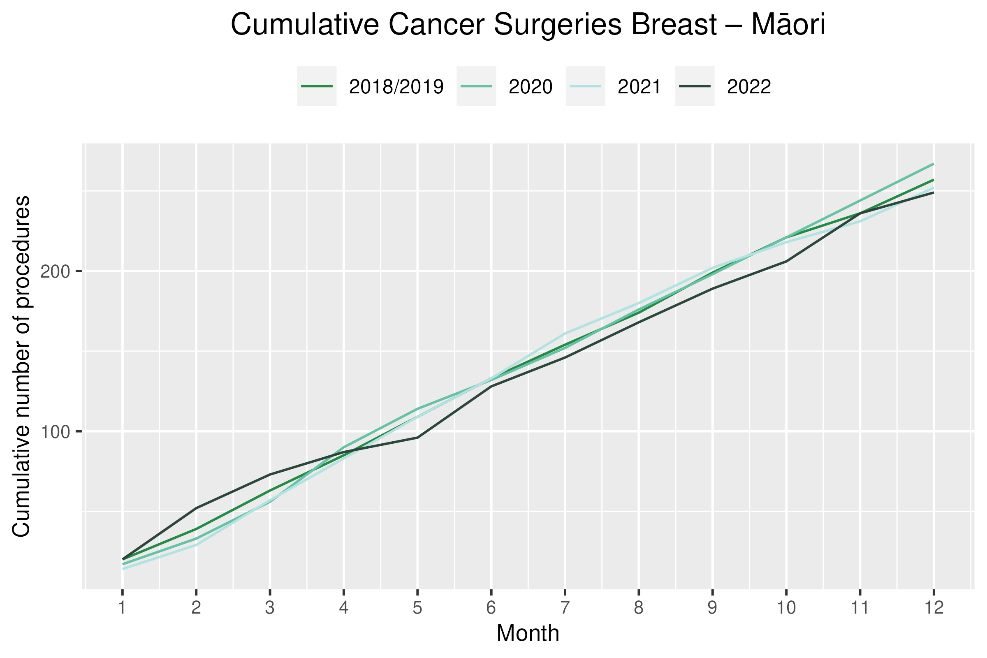 Cumulative Cancer Surgeries Breast – Māori
2018/2019 2020 2021 2022
Cumulative number of procedures
200
100
1 2 3 4 5 6 7 8 9 10 11 12
Month